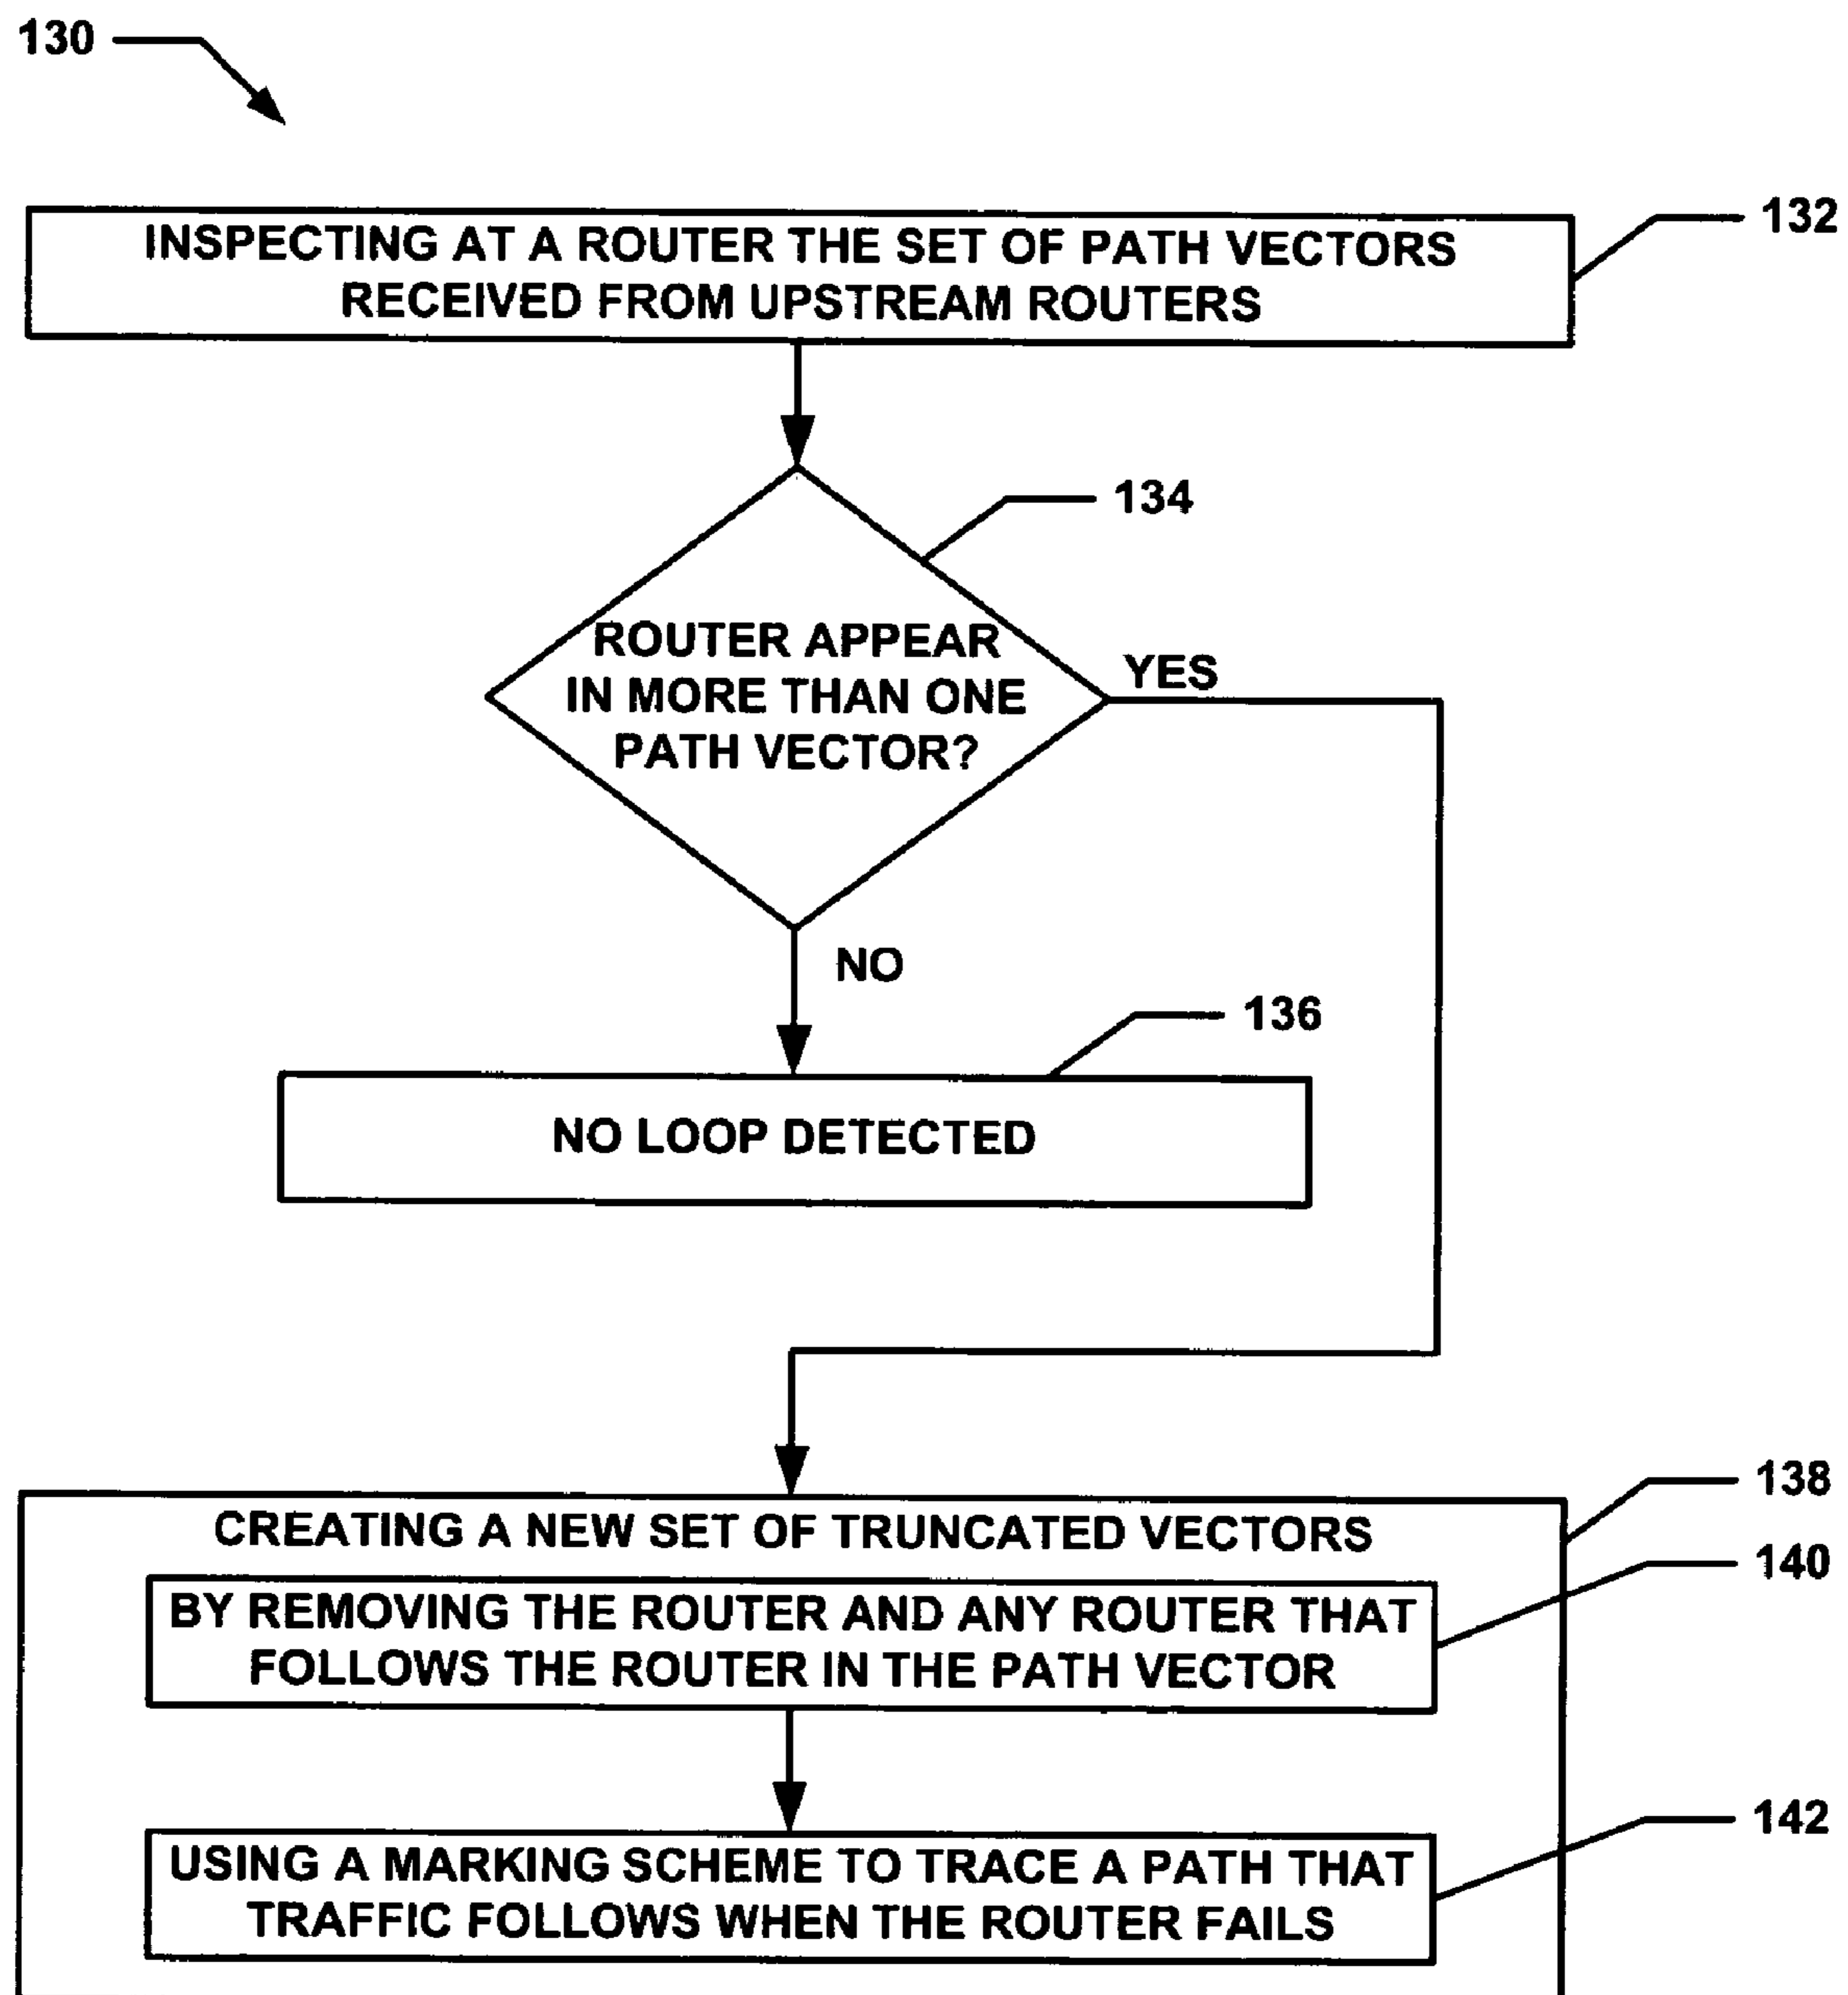 130
INSPECTING AT A ROUTER THE SET OF PATH VECTORS
RECEIVED FROM UPSTREAM ROUTERS
132
134
ROUTER APPEAR
IN MORE THAN ONE
PATH VECTOR?
YES
NO
136
NO LOOP DETECTED
138
CREATING A NEW SET OF TRUNCATED VECTORS
140
BY REMOVING THE ROUTER AND ANY ROUTER THAT
FOLLOWS THE ROUTER IN THE PATH VECTOR
142
USING A MARKING SCHEME TO TRACE A PATH THAT
TRAFFIC FOLLOWS WHEN THE ROUTER FAILS